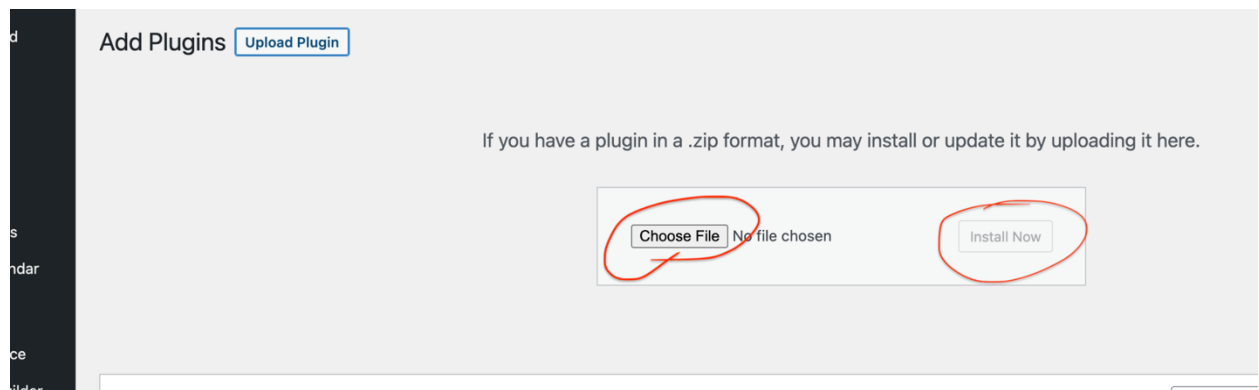 d
Add Plugins Upload Plugin
If you have a plugin in a .zip format, you may install or update it by uploading it here.
s
Choose File No file chosen Install Now
ndar
ce